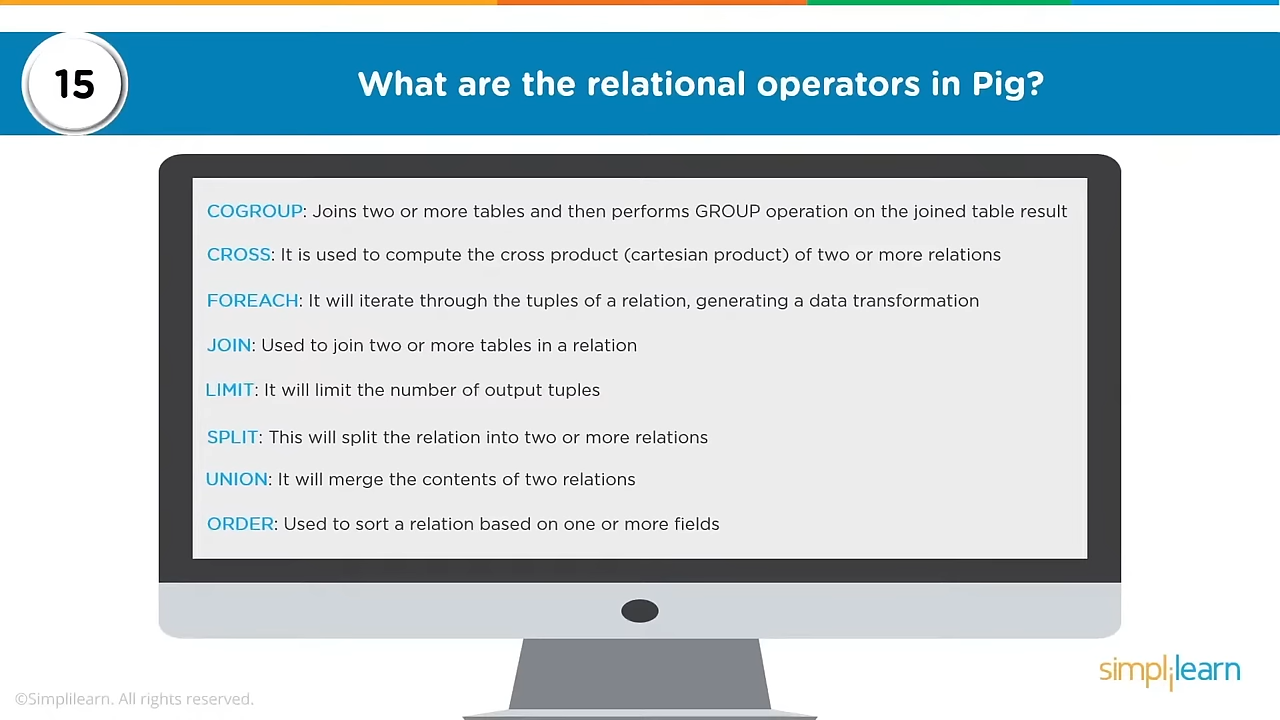 15
What are the relational operators in Pig?
COGROUP: Joins two or more tables and then performs GROUP operation on the joined table result
CROSS: It is used to compute the cross product (cartesian product) of two or more relations
FOREACH: It will iterate through the tuples of a relation, generating a data transformation
JOIN: Used to join two or more tables in a relation
LIMIT: It will limit the number of output tuples
SPLIT: This will split the relation into two or more relations
UNION: It will merge the contents of two relations
ORDER: Used to sort a relation based on one or more fields
simplilearn
©Simplilearn. All rights reserved.